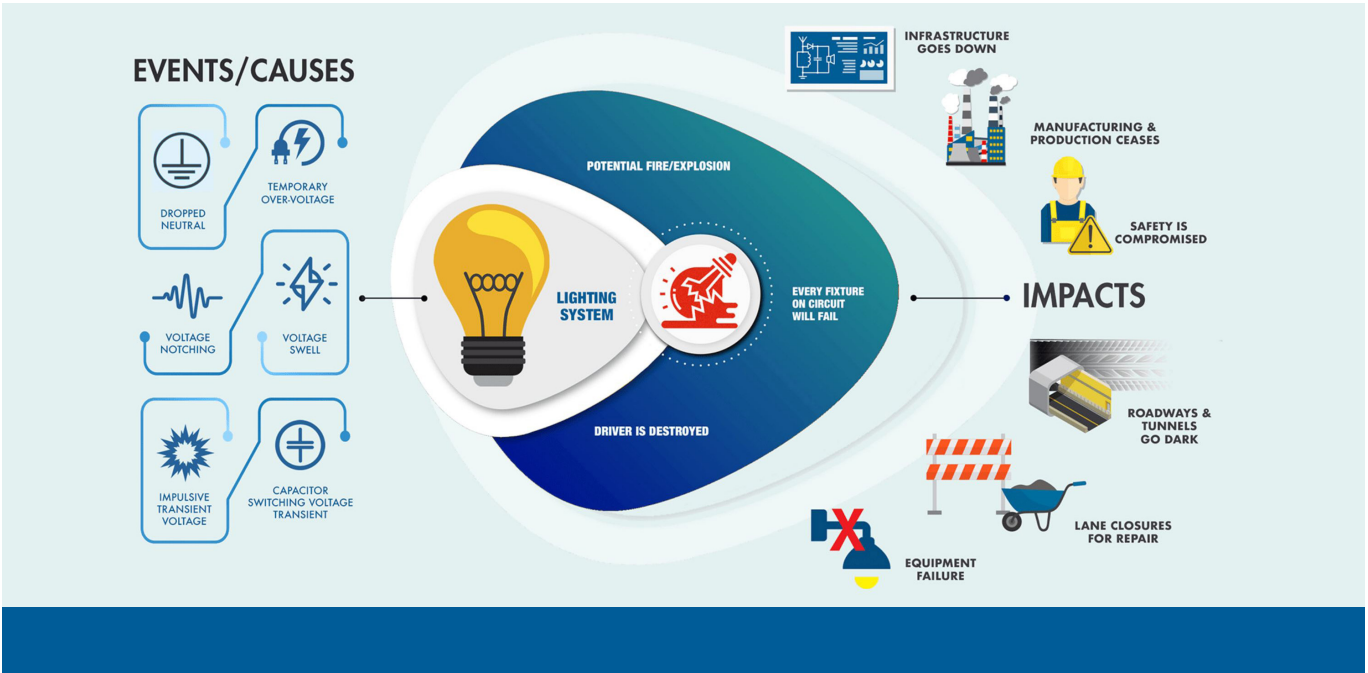 EVENTS/CAUSES
DROPPED
NEUTRAL
TEMPORARY
OVER-VOLTAGE
VOLTAGE
NOTCHING
VOLTAGE
SWELL
IMPULSIVE
TRANSIENT
VOLTAGE
CAPACITOR
SWITCHING VOLTAGE
TRANSIENT
LIGHTING
SYSTEM
POTENTIAL FIRE/EXPLOSION
EVERY FIXTURE
ON CIRCUIT
WILL FAIL
DRIVER IS DESTROYED
INFRASTRUCTURE
GOES DOWN
MANUFACTURING &
PRODUCTION CEASES
SAFETY IS
COMPROMISED
IMPACTS
ROADWAYS &
TUNNELS
GO DARK
LANE CLOSURES
FOR REPAIR
EQUIPMENT
FAILURE